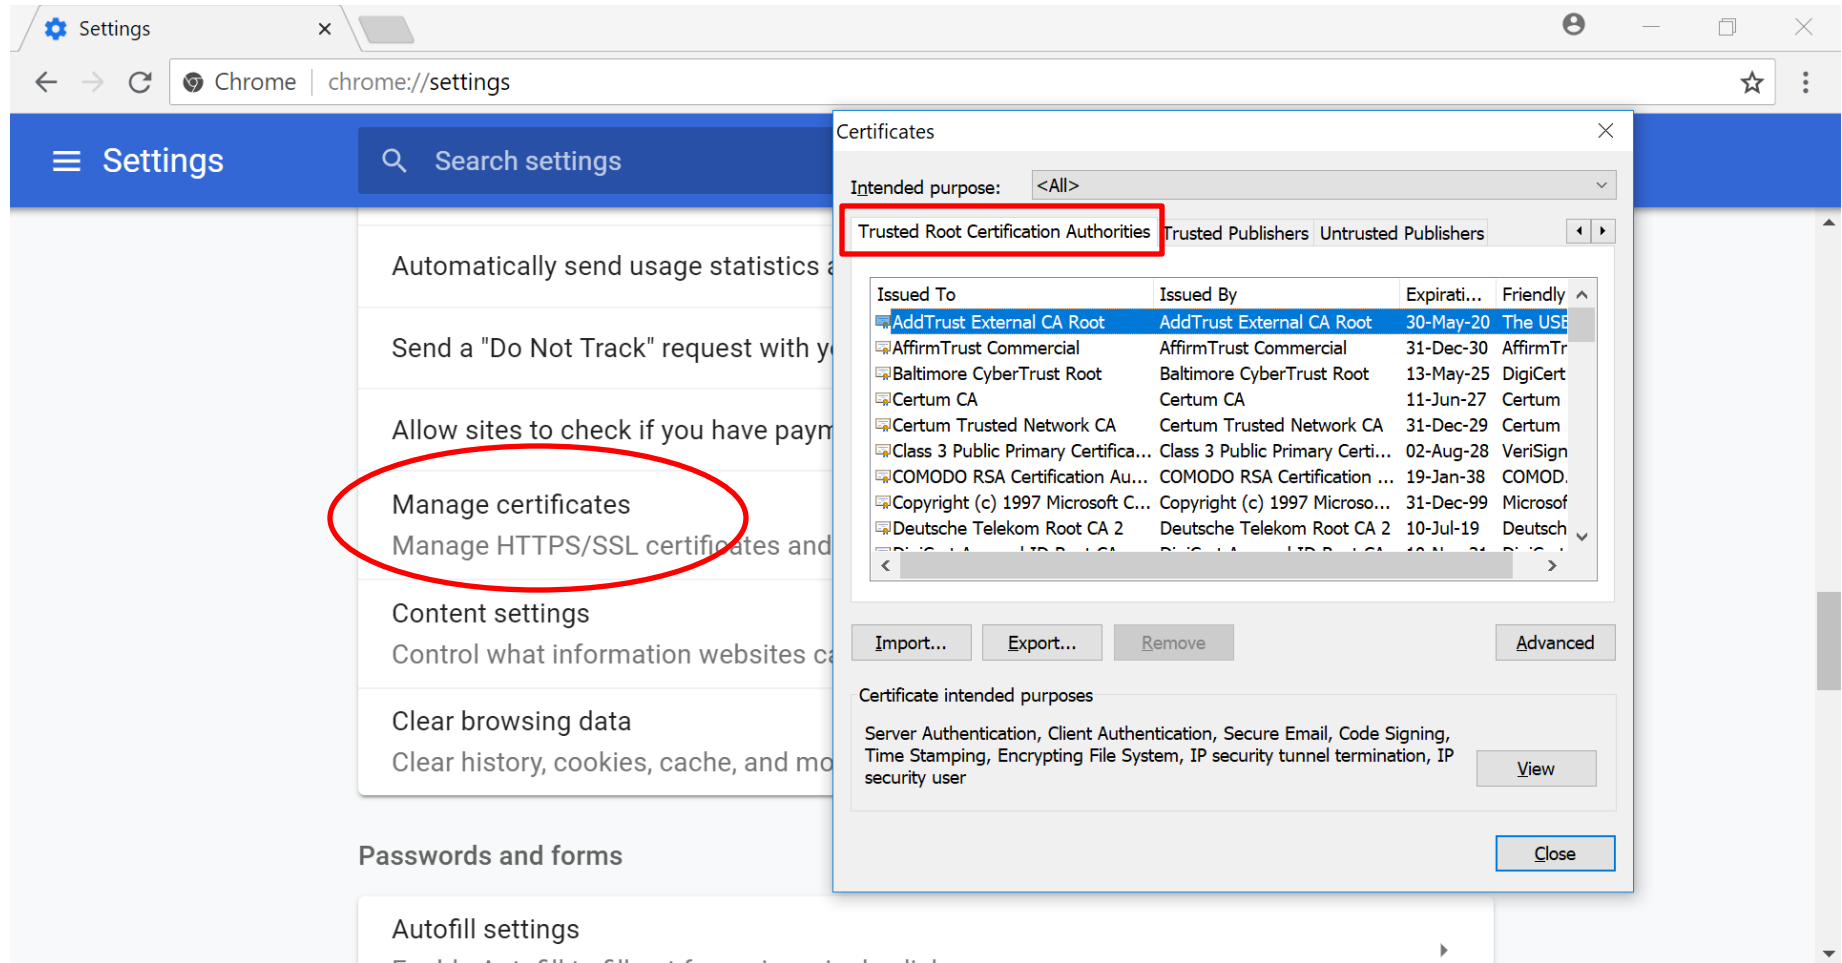 Settings
Chrome
chrome://settings
Settings
Search settings
Automatically send usage statistics
Send a "Do Not Track" request with
Allow sites to check if you have
Manage certificates
Manage HTTPS/SSL certificates and
Content settings
Control what information websites
Clear browsing data
Clear history, cookies, cache, and
Passwords and forms
Autofill settings
Certificates
Intended purpose: <All>
Trusted Root Certification Authorities Trusted Publishers Untrusted Publishers
Issued To Issued By Expirati... Friendly
AddTrust External CA Root AddTrust External CA Root 30-May-20 The USE
AffirmTrust Commercial AffirmTrust Commercial 31-Dec-30 AffirmTr
Baltimore CyberTrust Root Baltimore CyberTrust Root 13-May-25 DigiCert
Certum CA Certum CA 11-Jun-27 Certum
Certum Trusted Network CA Certum Trusted Network CA 31-Dec-29 Certum
Class 3 Public Primary Certifica... Class 3 Public Primary Certi... 02-Aug-28 VeriSign
COMODO RSA Certification Au... COMODO RSA Certification ... 19-Jan-38 COMOD.
Copyright (c) 1997 Microsoft C... Copyright (c) 1997 Microso... 31-Dec-99 Microsof
Deutsche Telekom Root CA 2 Deutsche Telekom Root CA 2 10-Jul-19 Deutsch
Import... Export... Remove Advanced
Certificate intended purposes
Server Authentication, Client Authentication, Secure Email, Code Signing,
Time Stamping, Encrypting File System, IP security tunnel termination, IP
security user
View
Close